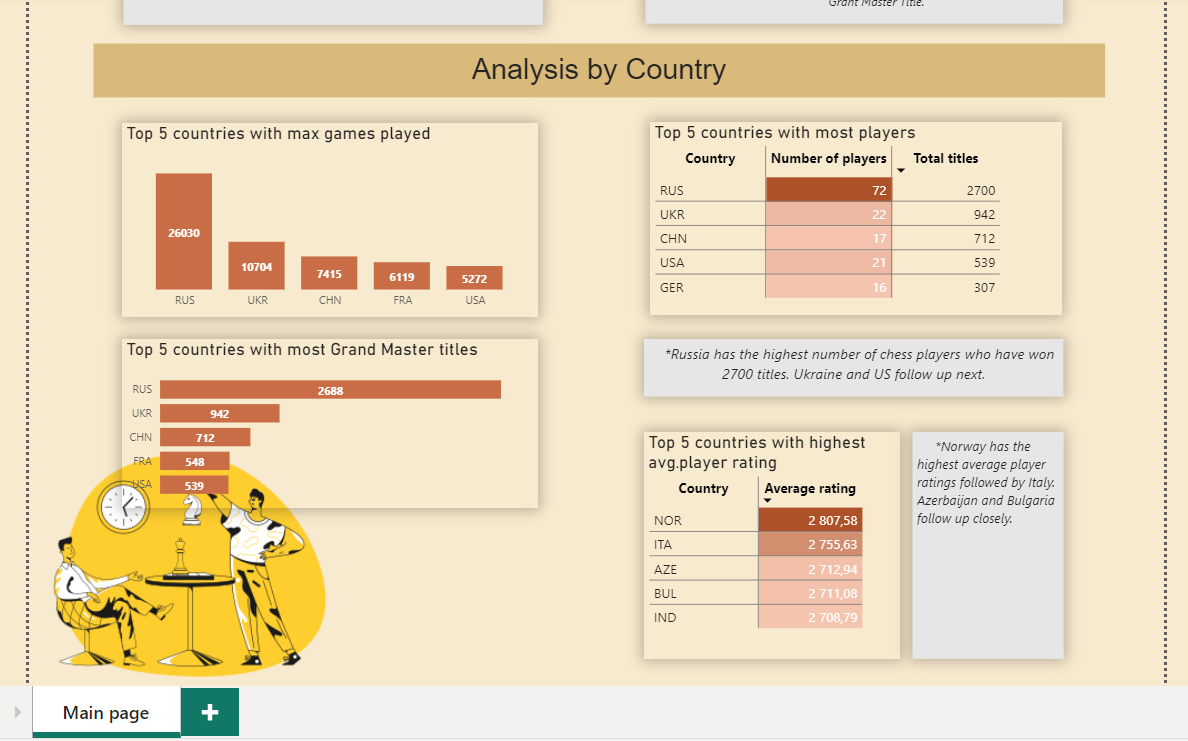 Grant Master Title.
Analysis by Country
Top 5 countries with max games played
26030
10704
7415
6119
5272
RUS
UKR
CHN
FRA
USA
Top 5 countries with most players
Country Number of players Total titles
RUS 72 2700
UKR 22 942
CHN 17 712
USA 21 539
GER 16 307
*Russia has the highest number of chess players who have won
2700 titles. Ukraine and US follow up next.
Top 5 countries with most Grand Master titles
RUS 2688
UKR 942
CHN 712
FRA 548
USA 539
Top 5 countries with highest
avg.player rating
Country Average rating
NOR 2 807,58
ITA 2 755,63
AZE 2 712,94
BUL 2 711,08
IND 2 708,79
*Norway has the
highest average player
ratings followed by Italy.
Azerbaijan and Bulgaria
follow up closely.
Main page
+